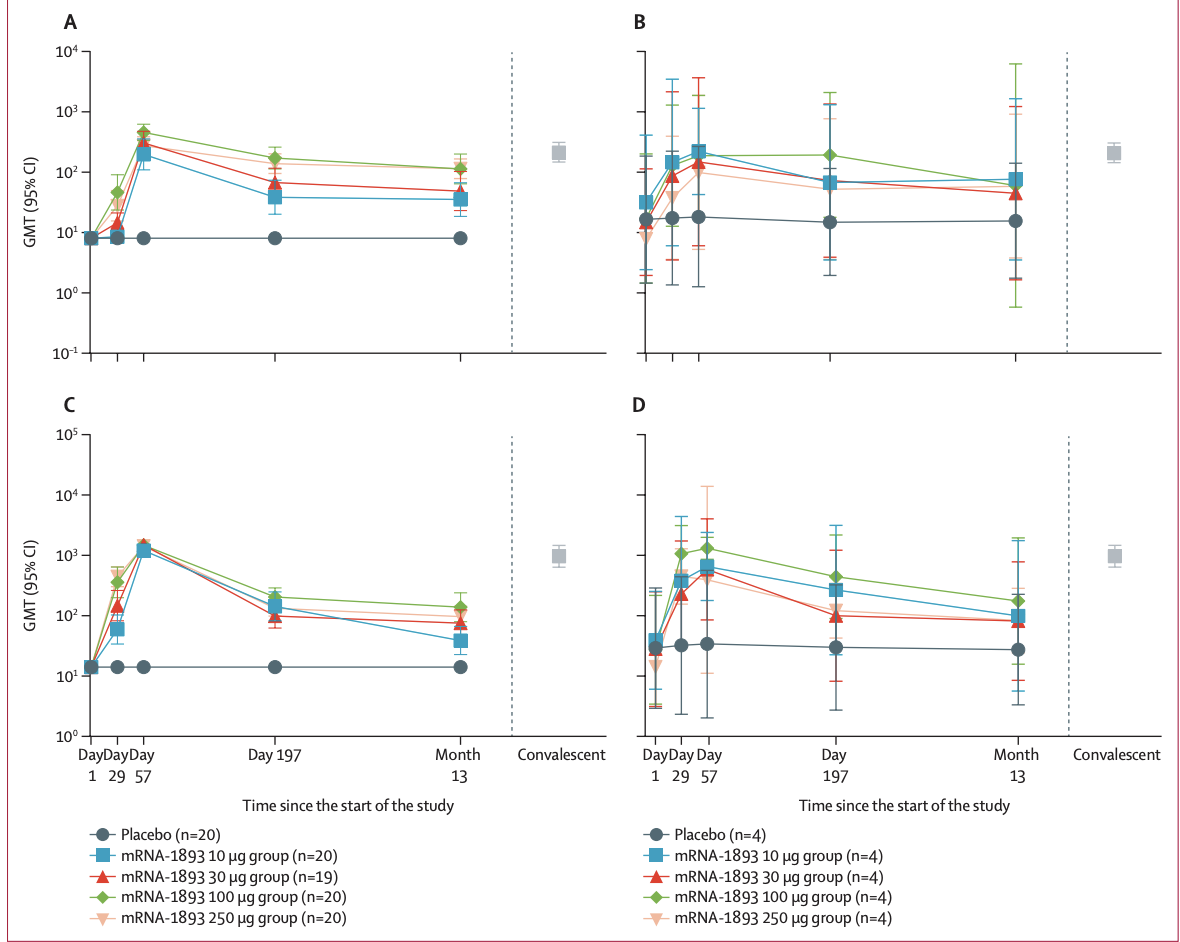 A
B
10⁴
10³
10²
10¹
10⁰
10⁻¹
GMT (95% CI)
C
D
10⁵
10⁴
10³
10²
10¹
10⁰
GMT (95% CI)
Day 1
Day 29
Day 57
Day 197
Month 13
Convalescent
Day 1
Day 29
Day 57
Day 197
Month 13
Convalescent
Time since the start of the study
Time since the start of the study
Placebo (n=20)
mRNA-1893 10 µg group (n=20)
mRNA-1893 30 µg group (n=19)
mRNA-1893 100 µg group (n=20)
mRNA-1893 250 µg group (n=20)
Placebo (n=4)
mRNA-1893 10 µg group (n=4)
mRNA-1893 30 µg group (n=4)
mRNA-1893 100 µg group (n=4)
mRNA-1893 250 µg group (n=4)